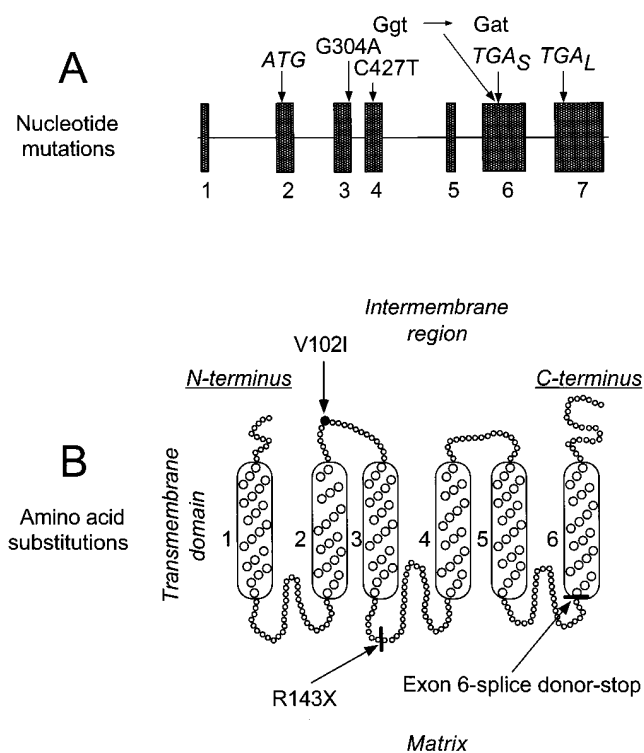 A
Nucleotide
mutations
Ggt → Gat
G304A
ATG
C427T
TGAS
TGAL
1 2 3 4 5 6 7
B
Amino acid
substitutions
Intermembrane
region
V102I
N-terminus
C-terminus
Transmembrane
domain
1 2 3 4 5 6
R143X
Exon 6-splice donor-stop
Matrix